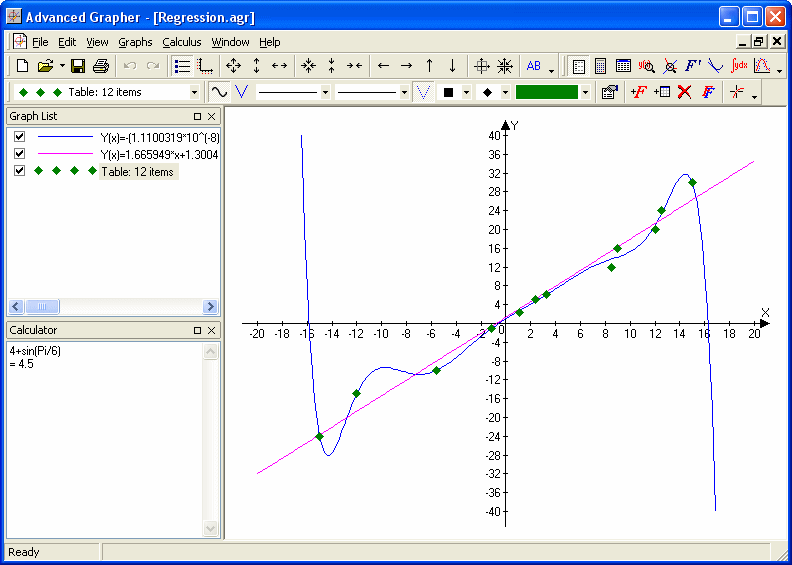 Advanced Grapher - [Regression.agr]
File Edit View Graphs Calculus Window Help
AB F' ∫ydx
Table: 12 items +F F F
Graph List
Y(x)=-(1.1100319*10^(-8)
Y(x)=1.665949*x+1.3004
Table: 12 items
Calculator
4+sin(Pi/6)
= 4.5
Y
40
36
32
28
24
20
16
12
8
4
X
-20 -18 -16 -14 -12 -10 -8 -6 -4 -2 0 2 4 6 8 10 12 14 16 18 20
-4
-8
-12
-16
-20
-24
-28
-32
-36
-40
Ready